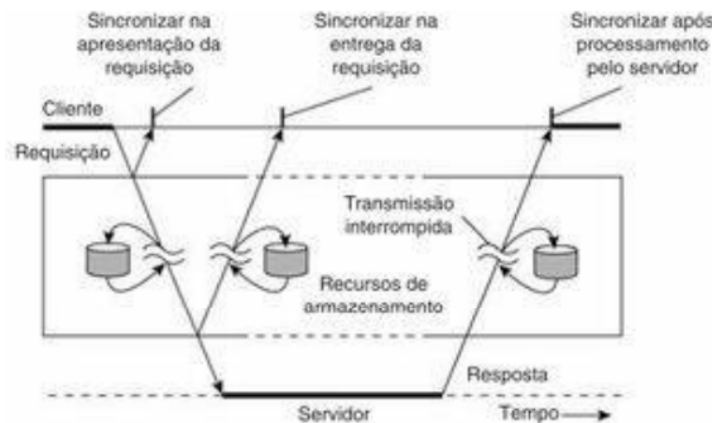 Sincronizar na
apresentação da
requisição
Sincronizar na
entrega da
requisição
Sincronizar após
processamento
pelo servidor
Cliente
Requisição
Transmissão
interrompida
Recursos de
armazenamento
Resposta
Servidor
Tempo